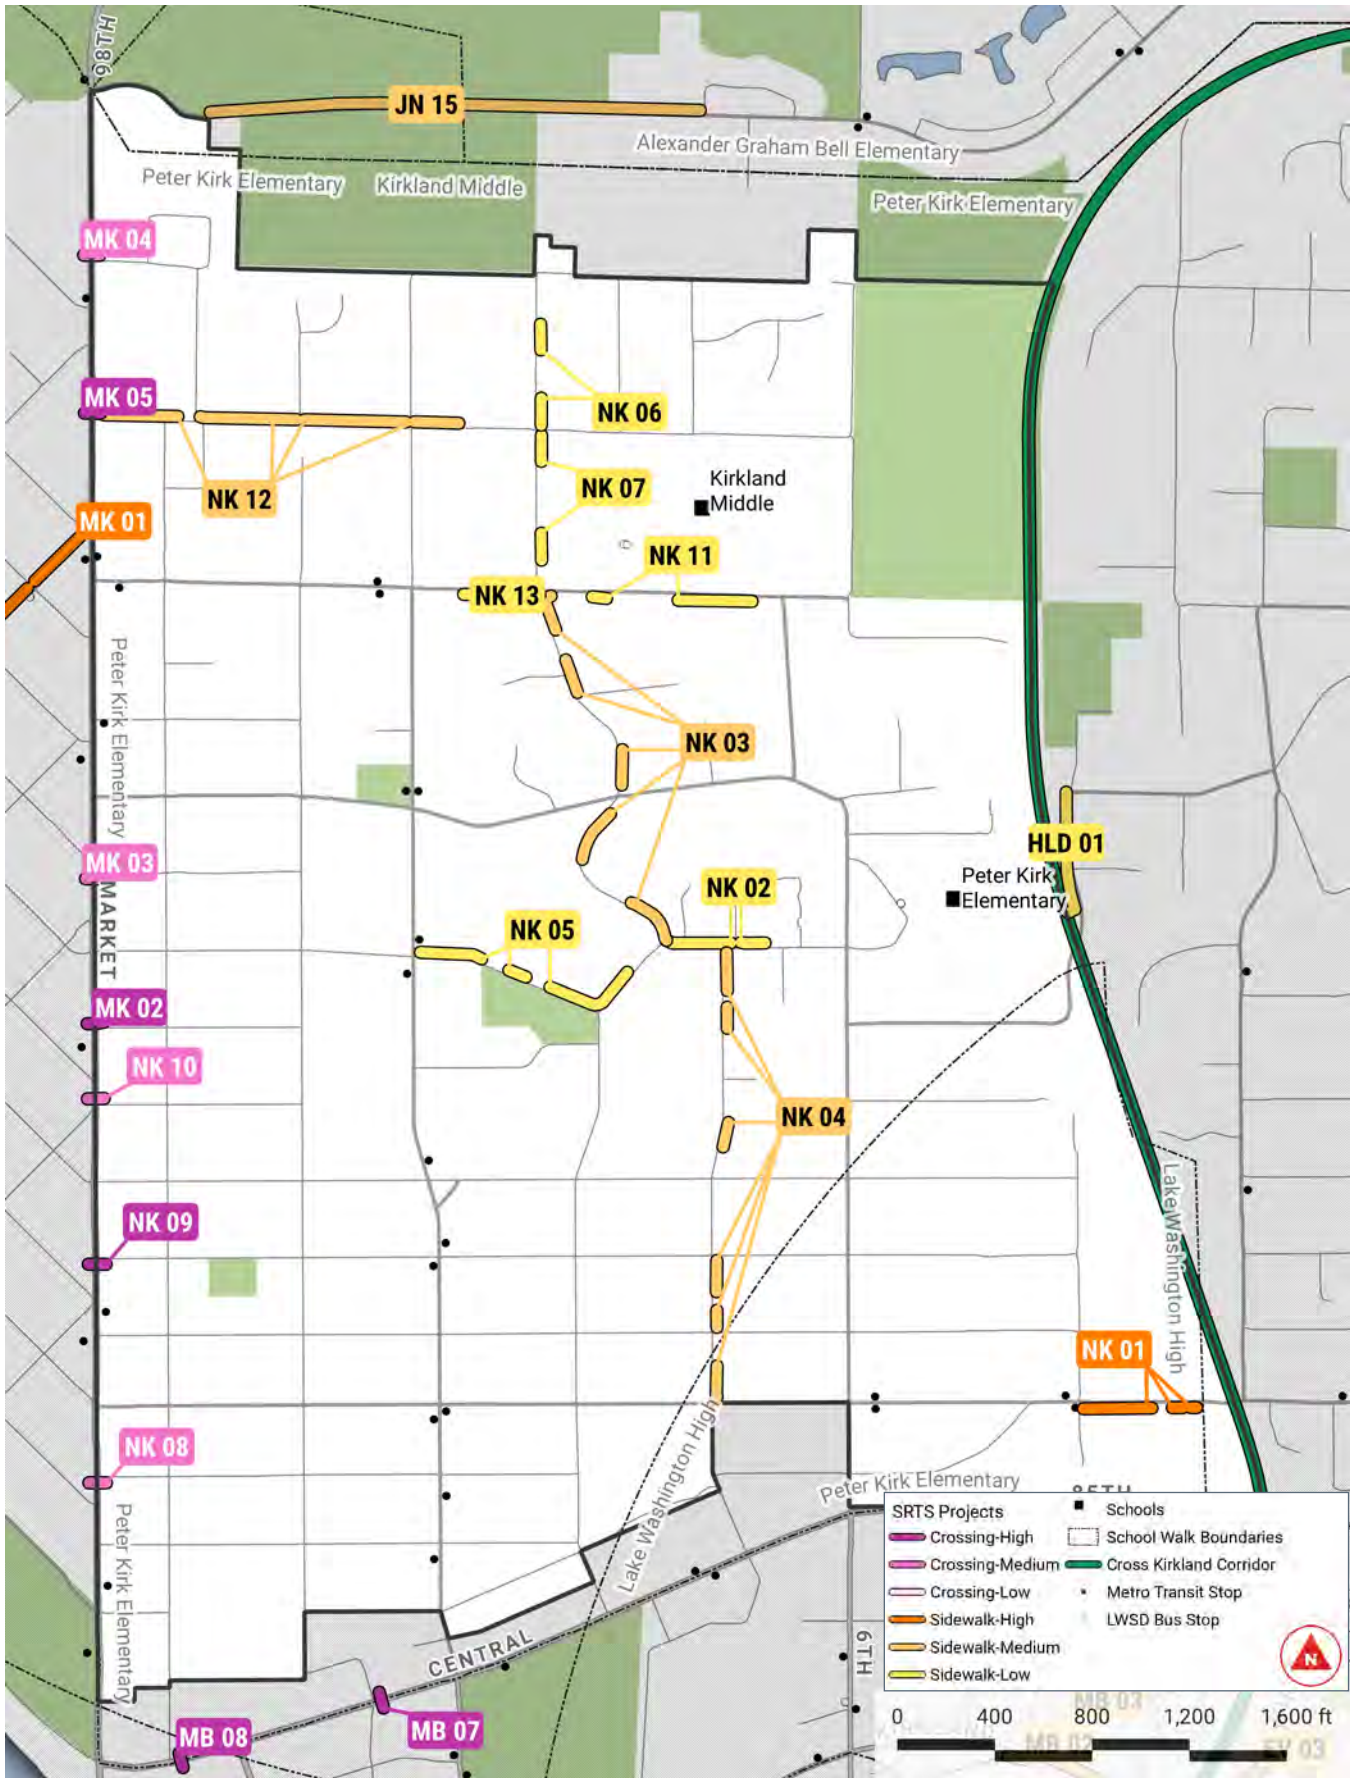 98TH
JN 15
Alexander Graham Bell Elementary
Peter Kirk Elementary
Kirkland Middle
Peter Kirk Elementary
MK 04
MK 05
NK 06
NK 12
NK 07
Kirkland
Middle
MK 01
NK 11
NK 13
Peter Kirk Elementary
NK 03
HLD 01
MK 03
MARKET
NK 02
Peter Kirk
Elementary
NK 05
MK 02
NK 10
NK 04
Lake Washington High
NK 09
NK 01
NK 08
Lake Washington High
Peter Kirk Elementary
85TH
Peter Kirk Elementary
CENTRAL
6TH
MB 07
MB 08
SRTS Projects
Crossing-High
Crossing-Medium
Crossing-Low
Sidewalk-High
Sidewalk-Medium
Sidewalk-Low
Schools
School Walk Boundaries
Cross Kirkland Corridor
Metro Transit Stop
LWSD Bus Stop
N
MB 03
0 400 800 1,200 1,600 ft